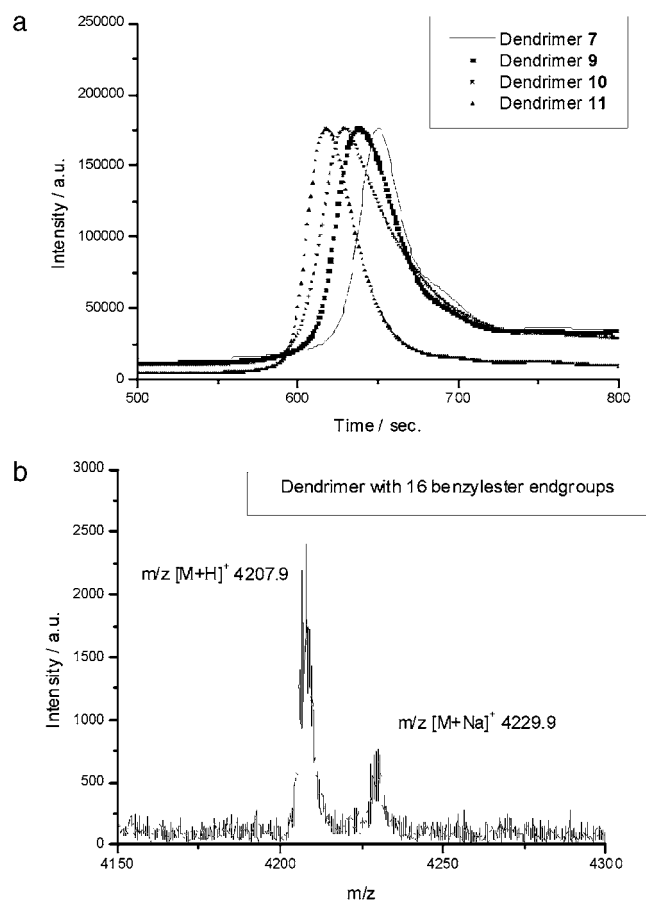 a
Dendrimer 7
Dendrimer 9
Dendrimer 10
Dendrimer 11
250000
200000
150000
100000
50000
0
Intensity / a.u.
500
600
700
800
Time / sec.
b
3000
2500
2000
1500
1000
500
0
Intensity / a.u.
Dendrimer with 16 benzylester endgroups
m/z [M+H]⁺ 4207.9
m/z [M+Na]⁺ 4229.9
4150
4200
4250
4300
m/z